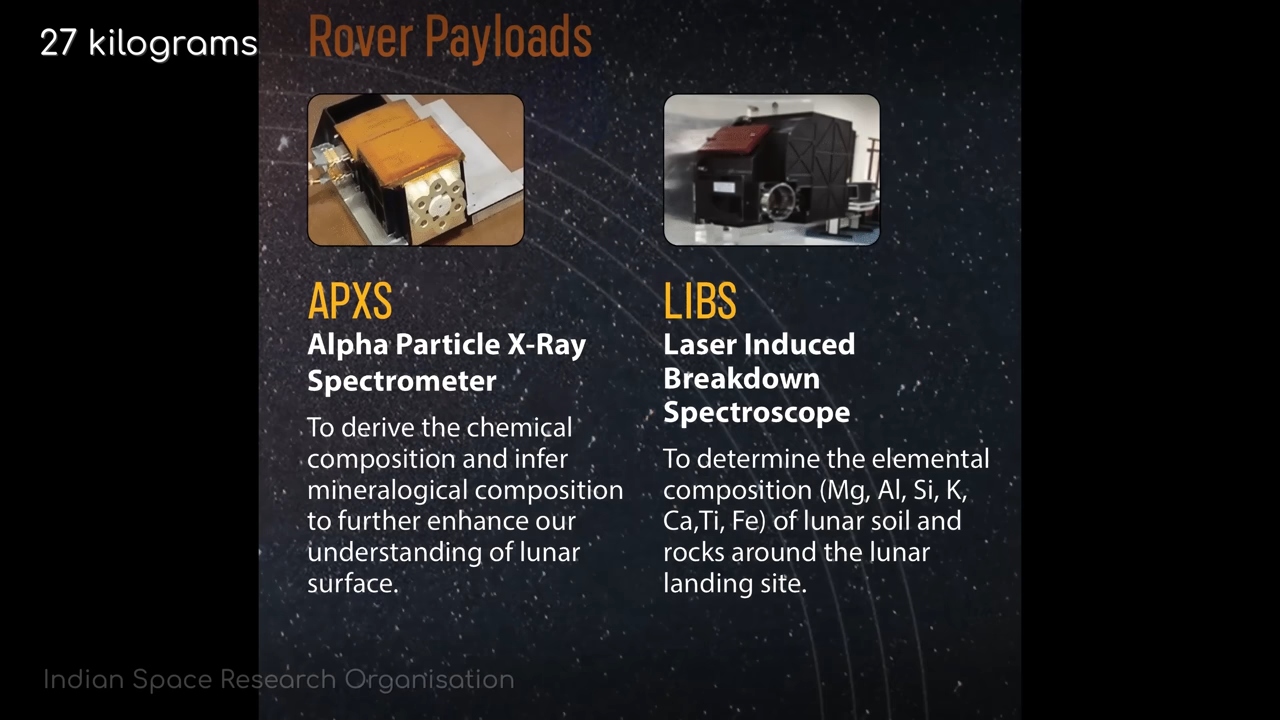 27 kilograms
Rover Payloads
APXS
Alpha Particle X-Ray
Spectrometer
To derive the chemical
composition and infer
mineralogical composition
to further enhance our
understanding of lunar
surface.
LIBS
Laser Induced
Breakdown
Spectroscope
To determine the elemental
composition (Mg, Al, Si, K,
Ca,Ti, Fe) of lunar soil and
rocks around the lunar
landing site.
Indian Space Research Organisation